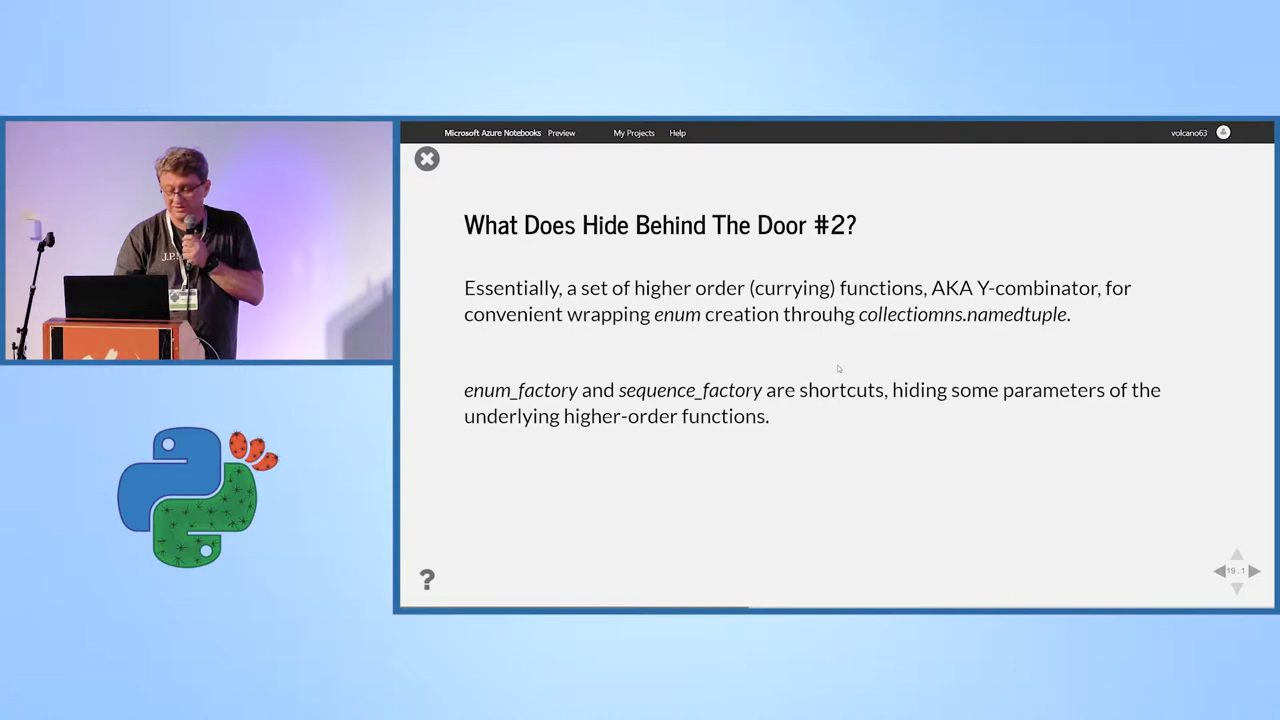 Microsoft Azure Notebooks Preview My Projects Help volcano63
What Does Hide Behind The Door #2?
Essentially, a set of higher order (currying) functions, AKA Y-combinator, for
convenient wrapping enum creation throuhg collectiomns.namedtuple.
enum_factory and sequence_factory are shortcuts, hiding some parameters of the
underlying higher-order functions.
?
19.1
J.P.